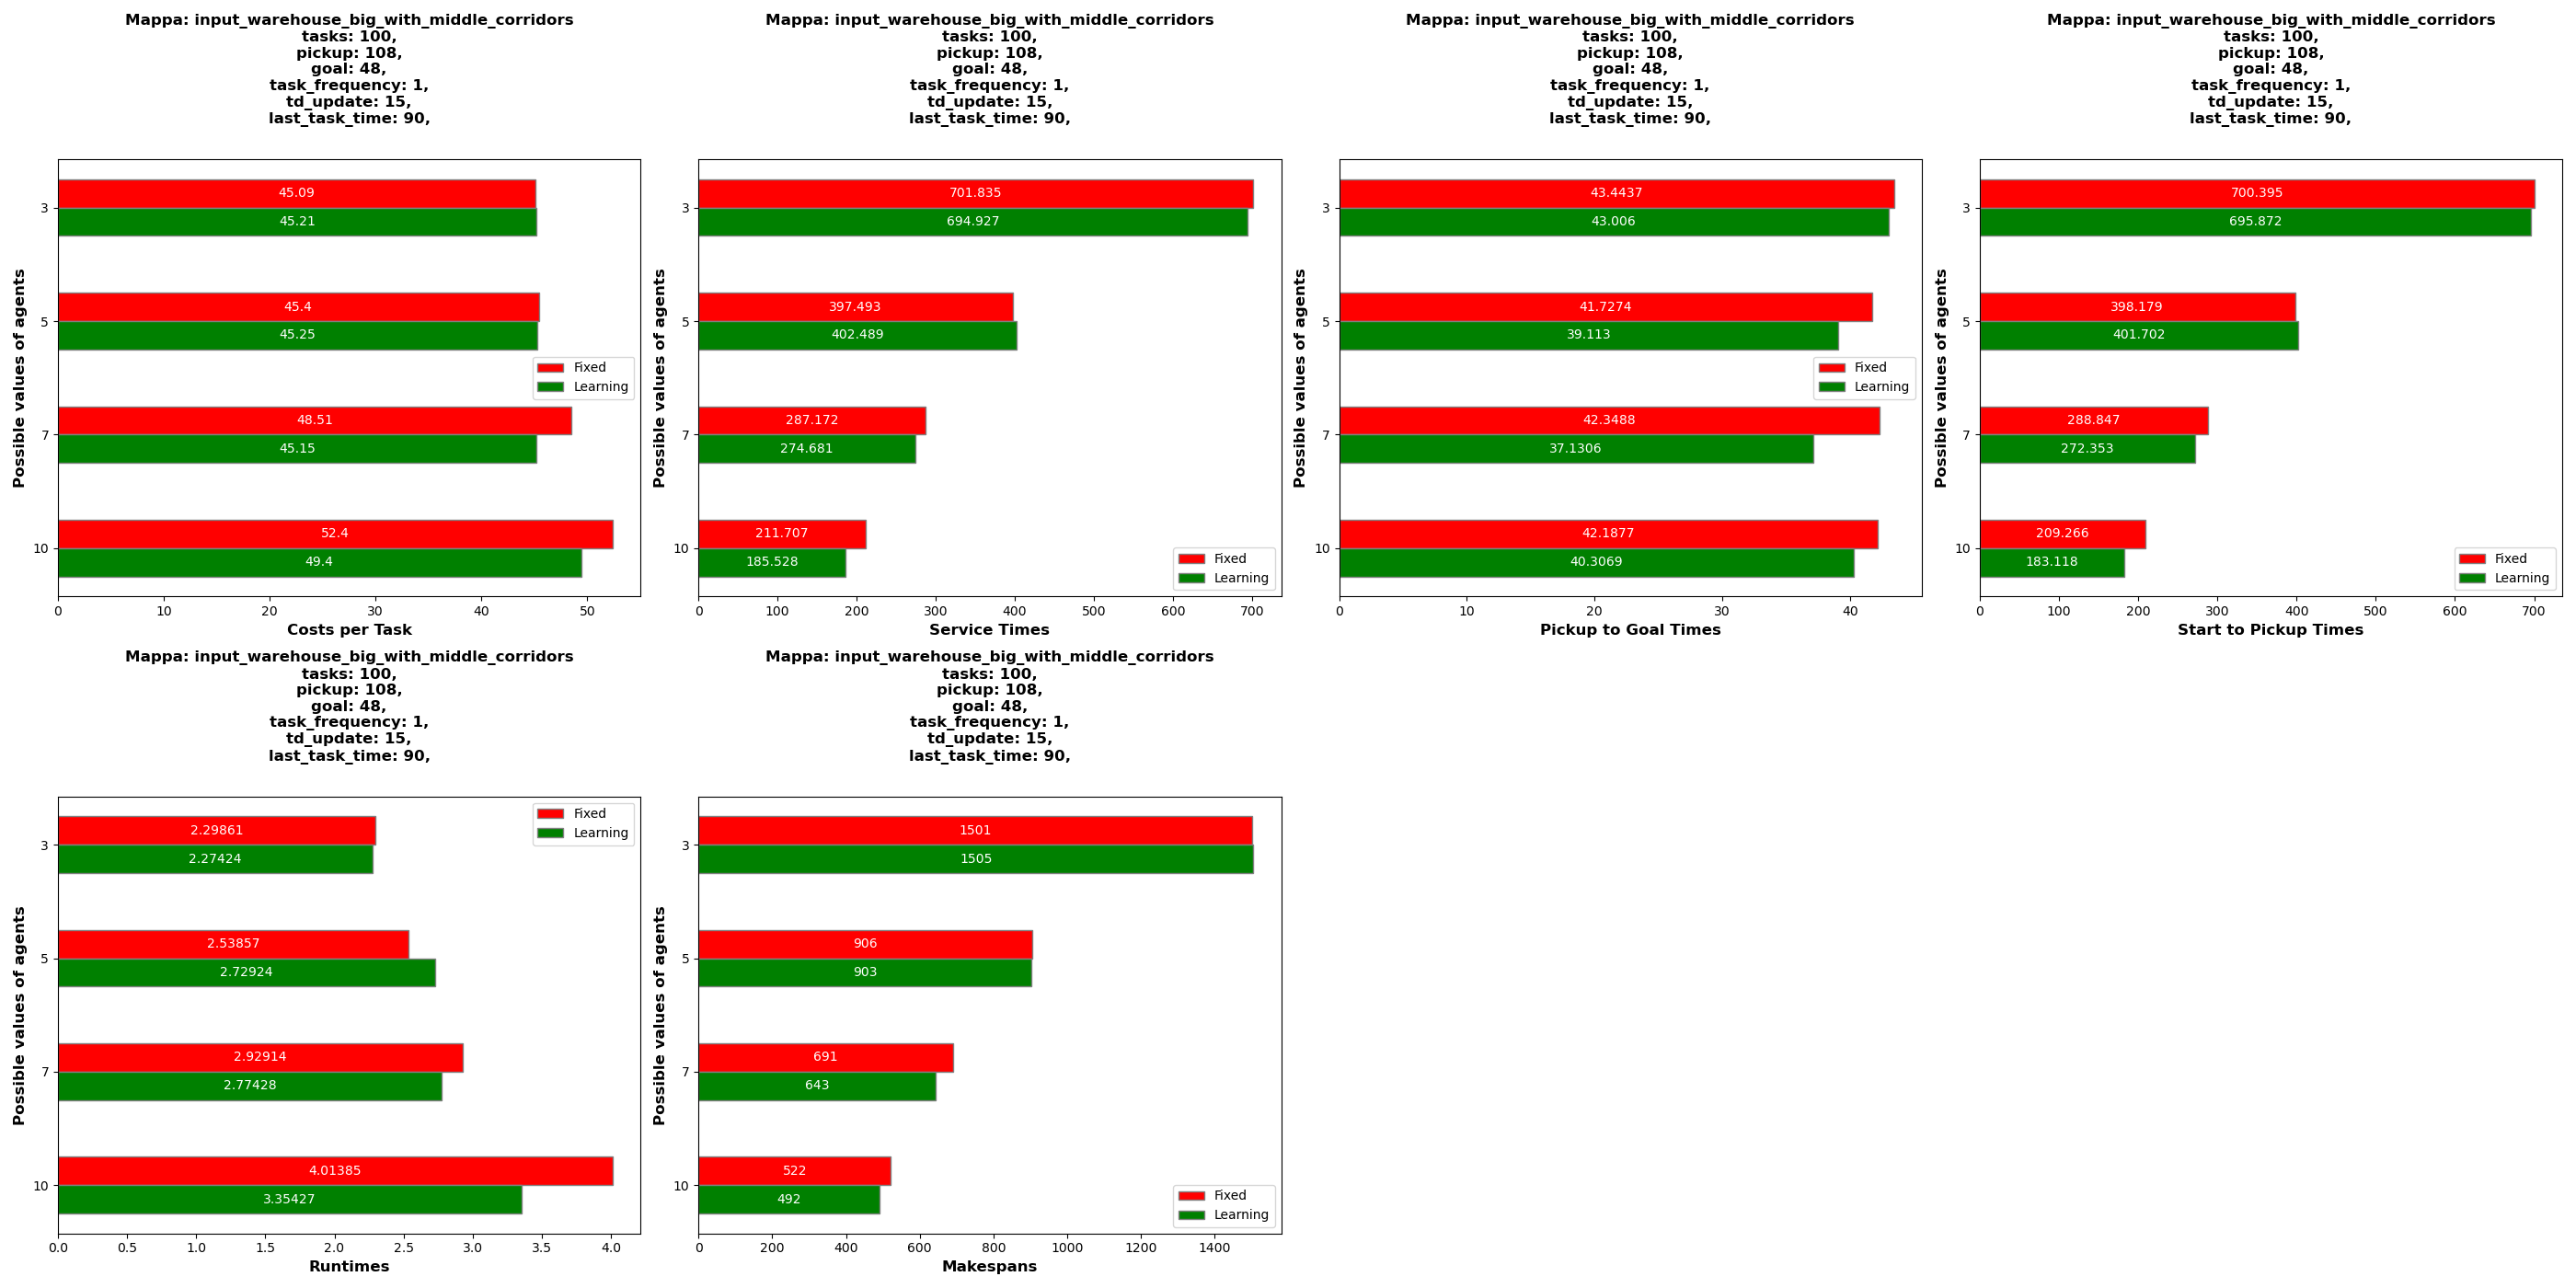 Mappa: input_warehouse_big_with_middle_corridors
tasks: 100,
pickup: 108,
goal: 48,
task_frequency: 1,
td_update: 15,
last_task_time: 90,
Possible values of agents
3
5
7
10
45.09
45.21
45.4
45.25
48.51
45.15
52.4
49.4
Fixed
Learning
0 10 20 30 40 50
Costs per Task
Mappa: input_warehouse_big_with_middle_corridors
tasks: 100,
pickup: 108,
goal: 48,
task_frequency: 1,
td_update: 15,
last_task_time: 90,
Possible values of agents
3
5
7
10
701.835
694.927
397.493
402.489
287.172
274.681
211.707
185.528
Fixed
Learning
0 100 200 300 400 500 600 700
Service Times
Mappa: input_warehouse_big_with_middle_corridors
tasks: 100,
pickup: 108,
goal: 48,
task_frequency: 1,
td_update: 15,
last_task_time: 90,
Possible values of agents
3
5
7
10
43.4437
43.006
41.7274
39.113
42.3488
37.1306
42.1877
40.3069
Fixed
Learning
0 10 20 30 40
Pickup to Goal Times
Mappa: input_warehouse_big_with_middle_corridors
tasks: 100,
pickup: 108,
goal: 48,
task_frequency: 1,
td_update: 15,
last_task_time: 90,
Possible values of agents
3
5
7
10
700.395
695.872
398.179
401.702
288.847
272.353
209.266
183.118
Fixed
Learning
0 100 200 300 400 500 600 700
Start to Pickup Times
Mappa: input_warehouse_big_with_middle_corridors
tasks: 100,
pickup: 108,
goal: 48,
task_frequency: 1,
td_update: 15,
last_task_time: 90,
Possible values of agents
3
5
7
10
2.29861
2.27424
2.53857
2.72924
2.92914
2.77428
4.01385
3.35427
Fixed
Learning
0.0 0.5 1.0 1.5 2.0 2.5 3.0 3.5 4.0
Runtimes
Mappa: input_warehouse_big_with_middle_corridors
tasks: 100,
pickup: 108,
goal: 48,
task_frequency: 1,
td_update: 15,
last_task_time: 90,
Possible values of agents
3
5
7
10
1501
1505
906
903
691
643
522
492
Fixed
Learning
0 200 400 600 800 1000 1200 1400
Makespans